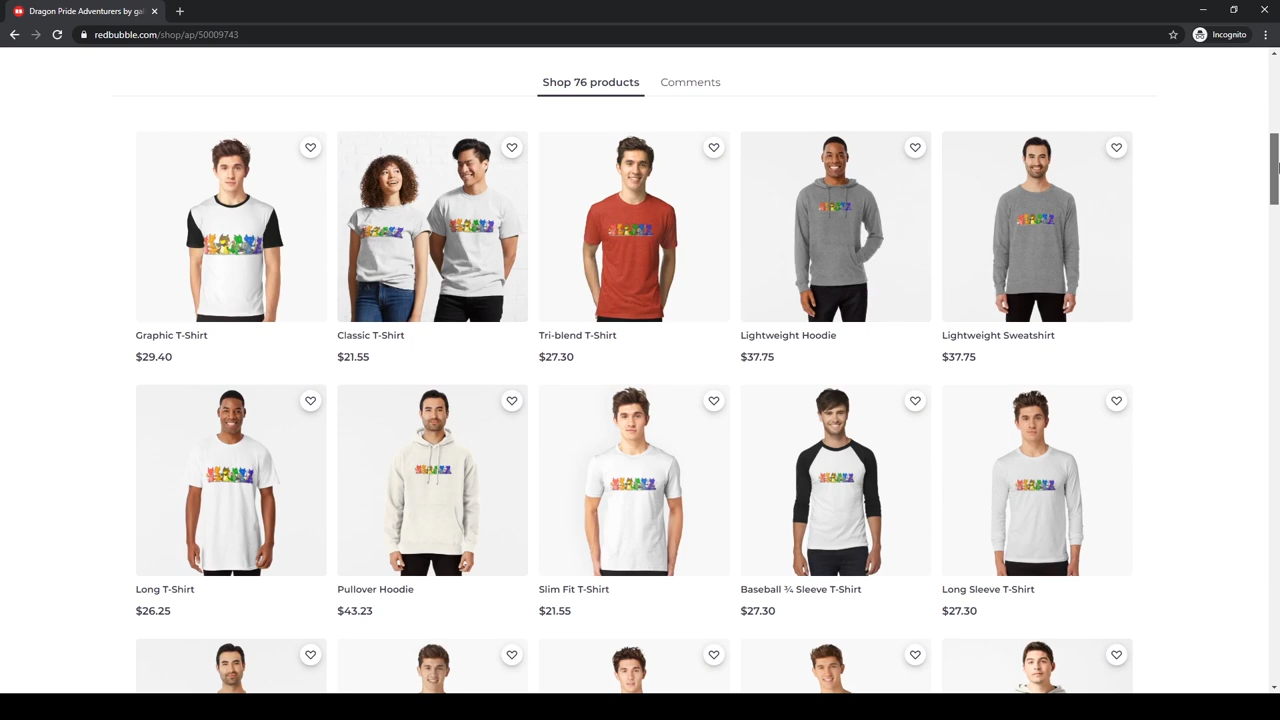 Dragon Pride Adventurers by gal
redbubble.com/shop/ap/50009743
Incognito
Shop 76 products
Comments
Graphic T-Shirt
$29.40
Classic T-Shirt
$21.55
Tri-blend T-Shirt
$27.30
Lightweight Hoodie
$37.75
Lightweight Sweatshirt
$37.75
Long T-Shirt
$26.25
Pullover Hoodie
$43.23
Slim Fit T-Shirt
$21.55
Baseball ¾ Sleeve T-Shirt
$27.30
Long Sleeve T-Shirt
$27.30